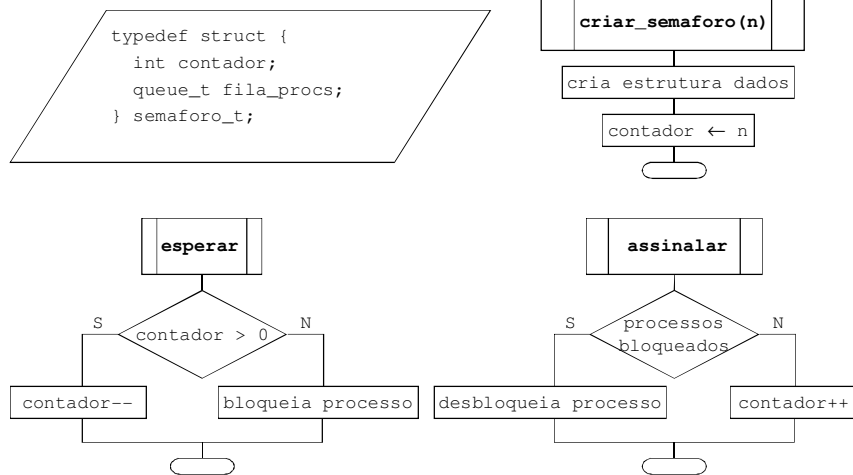 typedef struct {
int contador;
queue_t fila_procs;
} semaforo_t;
criar_semaforo(n)
cria estrutura dados
contador ← n
esperar
S
contador > 0
N
contador--
bloqueia processo
assinalar
S
processos
bloqueados
N
desbloqueia processo
contador++